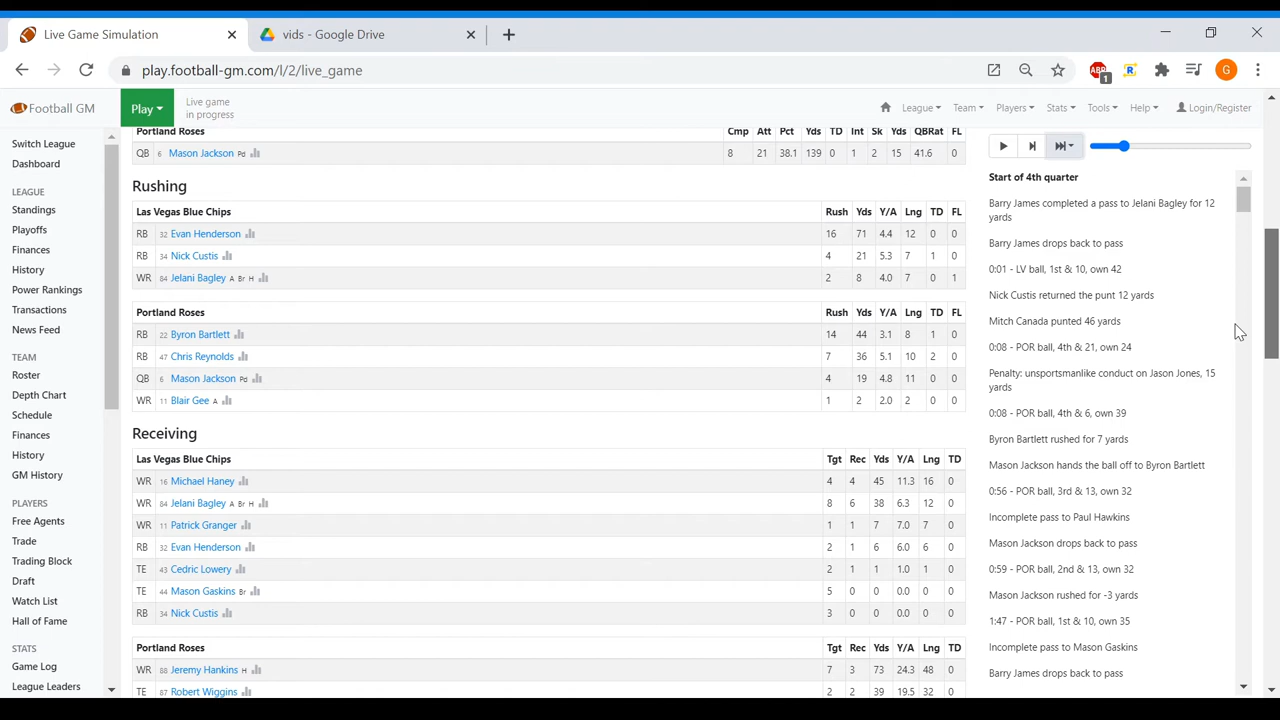 Live Game Simulation
vids - Google Drive
play.football-gm.com/l/2/live_game
ABP
1
R
G
Football GM
Play
Live game
in progress
League
Team
Players
Stats
Tools
Help
Login/Register
Switch League
Dashboard
LEAGUE
Standings
Playoffs
Finances
History
Power Rankings
Transactions
News Feed
TEAM
Roster
Depth Chart
Schedule
Finances
History
GM History
PLAYERS
Free Agents
Trade
Trading Block
Draft
Watch List
Hall of Fame
STATS
Game Log
League Leaders
Portland Roses Cmp Att Pct Yds TD Int Sk Yds QBRat FL
QB 6 Mason Jackson Pd 8 21 38.1 139 0 1 2 15 41.6 0
Rushing
Las Vegas Blue Chips Rush Yds Y/A Lng TD FL
RB 32 Evan Henderson 16 71 4.4 12 0 0
RB 34 Nick Custis 4 21 5.3 7 1 0
WR 84 Jelani Bagley A Br H 2 8 4.0 7 0 1
Portland Roses Rush Yds Y/A Lng TD FL
RB 22 Byron Bartlett 14 44 3.1 8 1 0
RB 47 Chris Reynolds 7 36 5.1 10 2 0
QB 6 Mason Jackson Pd 4 19 4.8 11 0 0
WR 11 Blair Gee A 1 2 2.0 2 0 0
Receiving
Las Vegas Blue Chips Tgt Rec Yds Y/A Lng TD
WR 16 Michael Haney 4 4 45 11.3 16 0
WR 84 Jelani Bagley A Br H 8 6 38 6.3 12 0
WR 11 Patrick Granger 1 1 7 7.0 7 0
RB 32 Evan Henderson 2 1 6 6.0 6 0
TE 43 Cedric Lowery 2 1 1 1.0 1 0
TE 44 Mason Gaskins Br 5 0 0 0.0 0 0
RB 34 Nick Custis 3 0 0 0.0 0 0
Portland Roses Tgt Rec Yds Y/A Lng TD
WR 88 Jeremy Hankins H 7 3 73 24.3 48 0
TE 87 Robert Wiggins 2 2 39 19.5 32 0
Start of 4th quarter
Barry James completed a pass to Jelani Bagley for 12
yards
Barry James drops back to pass
0:01 - LV ball, 1st & 10, own 42
Nick Custis returned the punt 12 yards
Mitch Canada punted 46 yards
0:08 - POR ball, 4th & 21, own 24
Penalty: unsportsmanlike conduct on Jason Jones, 15
yards
0:08 - POR ball, 4th & 6, own 39
Byron Bartlett rushed for 7 yards
Mason Jackson hands the ball off to Byron Bartlett
0:56 - POR ball, 3rd & 13, own 32
Incomplete pass to Paul Hawkins
Mason Jackson drops back to pass
0:59 - POR ball, 2nd & 13, own 32
Mason Jackson rushed for -3 yards
1:47 - POR ball, 1st & 10, own 35
Incomplete pass to Mason Gaskins
Barry James drops back to pass